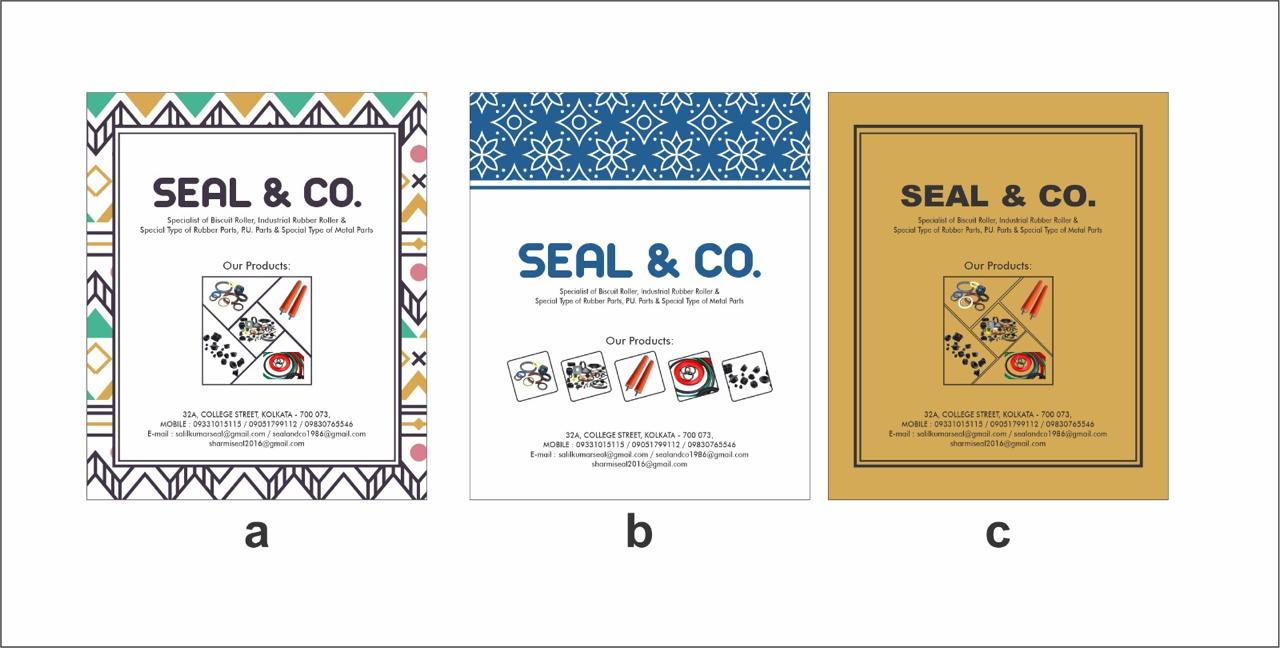 SEAL & CO.
Specialist of Biscuit Roller, Industrial Rubber Roller &
Special Type of Rubber Parts, P.U. Parts & Special Type of Metal Parts
Our Products:
32A, COLLEGE STREET, KOLKATA - 700 073,
MOBILE : 09331015115 / 09051799112 / 09830765546
E-mail : salilkumarseal@gmail.com / sealandco1986@gmail.com
sharmiseal2016@gmail.com
a
SEAL & CO.
Specialist of Biscuit Roller, Industrial Rubber Roller &
Special Type of Rubber Parts, P.U. Parts & Special Type of Metal Parts
Our Products:
32A, COLLEGE STREET, KOLKATA - 700 073,
MOBILE : 09331015115 / 09051799112 / 09830765546
E-mail : salilkumarseal@gmail.com / sealandco1986@gmail.com
sharmiseal2016@gmail.com
b
SEAL & CO.
Specialist of Biscuit Roller, Industrial Rubber Roller &
Special Type of Rubber Parts, P.U. Parts & Special Type of Metal Parts
Our Products:
32A, COLLEGE STREET, KOLKATA - 700 073,
MOBILE : 09331015115 / 09051799112 / 09830765546
E-mail : salilkumarseal@gmail.com / sealandco1986@gmail.com
sharmiseal2016@gmail.com
c